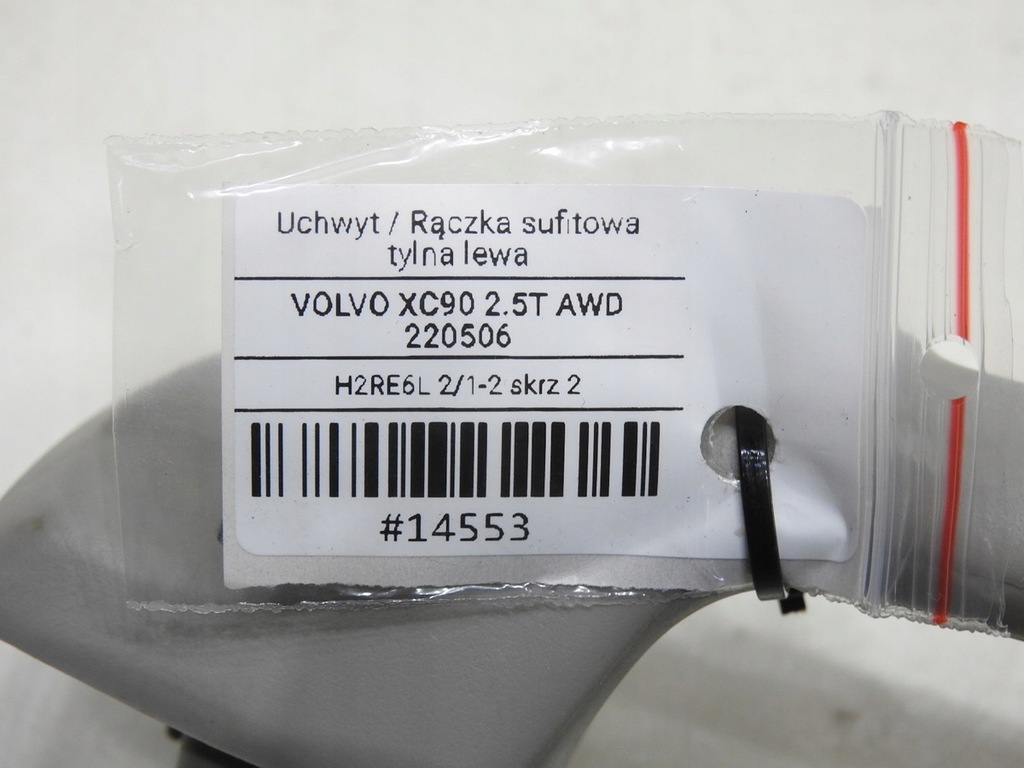 Uchwyt / Rączka sufitowa
tylna lewa
VOLVO XC90 2.5T AWD
220506
H2RE6L 2/1-2 skrz 2
#14553